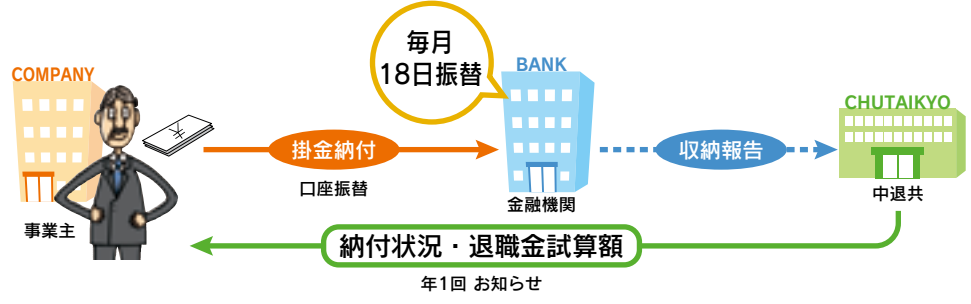 毎月
18日振替
COMPANY
BANK
CHUTAIKYO
掛金納付
収納報告
口座振替
金融機関
中退共
事業主
納付状況・退職金試算額
年1回 お知らせ